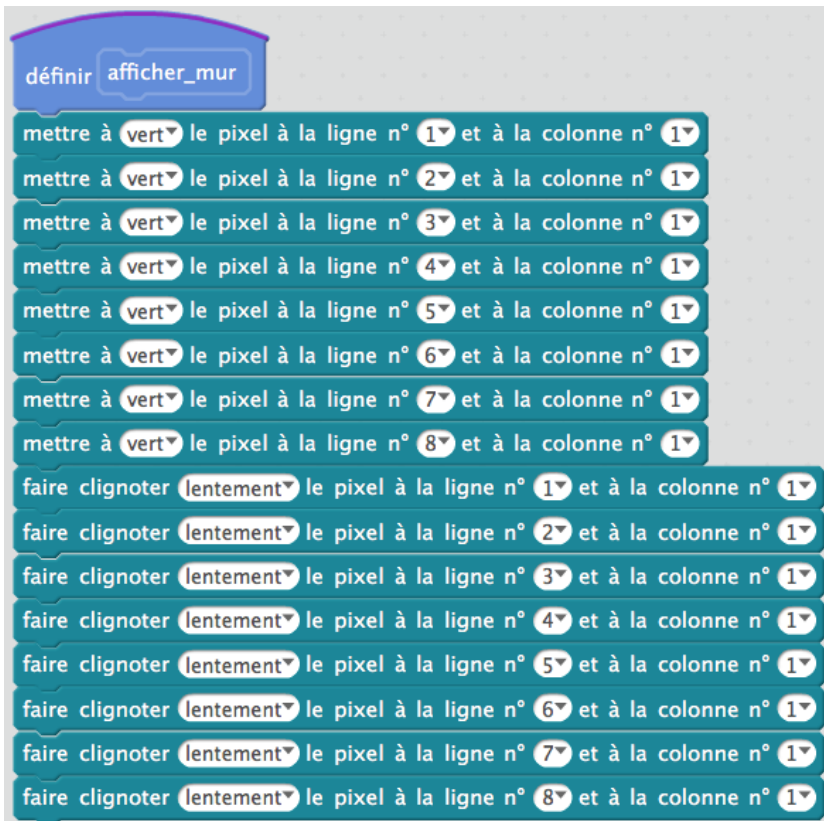 définir afficher_mur
mettre à vert le pixel à la ligne n° 1 et à la colonne n° 1
mettre à vert le pixel à la ligne n° 2 et à la colonne n° 1
mettre à vert le pixel à la ligne n° 3 et à la colonne n° 1
mettre à vert le pixel à la ligne n° 4 et à la colonne n° 1
mettre à vert le pixel à la ligne n° 5 et à la colonne n° 1
mettre à vert le pixel à la ligne n° 6 et à la colonne n° 1
mettre à vert le pixel à la ligne n° 7 et à la colonne n° 1
mettre à vert le pixel à la ligne n° 8 et à la colonne n° 1
faire clignoter lentement le pixel à la ligne n° 1 et à la colonne n° 1
faire clignoter lentement le pixel à la ligne n° 2 et à la colonne n° 1
faire clignoter lentement le pixel à la ligne n° 3 et à la colonne n° 1
faire clignoter lentement le pixel à la ligne n° 4 et à la colonne n° 1
faire clignoter lentement le pixel à la ligne n° 5 et à la colonne n° 1
faire clignoter lentement le pixel à la ligne n° 6 et à la colonne n° 1
faire clignoter lentement le pixel à la ligne n° 7 et à la colonne n° 1
faire clignoter lentement le pixel à la ligne n° 8 et à la colonne n° 1